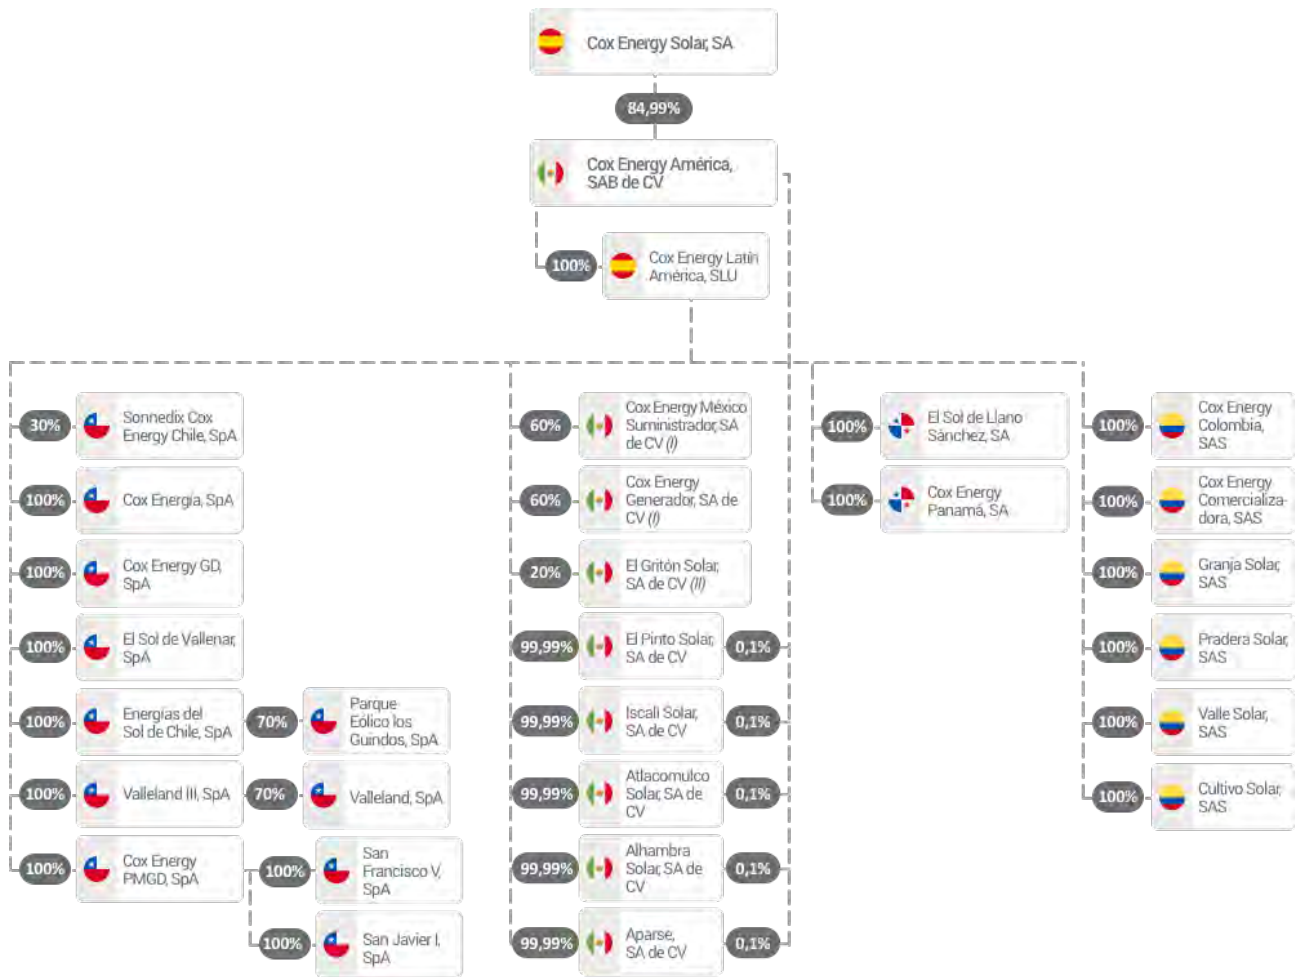 Cox Energy Solar, SA
84,99%
Cox Energy América,
SAB de CV
100%
Cox Energy Latin
América, SLU
30%
Sonnedix Cox
Energy Chile, SpA
100%
Cox Energía, SpA
100%
Cox Energy GD,
SpA
100%
El Sol de Vallenar,
SpA
100%
Energías del
Sol de Chile, SpA
70%
Parque
Eólico los
Guindos, SpA
100%
Valleland III, SpA
70%
Valleland, SpA
100%
Cox Energy
PMGD, SpA
100%
San
Francisco V,
SpA
100%
San Javier I,
SpA
60%
Cox Energy México
Suministrador, SA
de CV (I)
60%
Cox Energy
Generador, SA de
CV (I)
20%
El Gritón Solar,
SA de CV (II)
99,99%
El Pinto Solar,
SA de CV
0,1%
99,99%
Iscali Solar,
SA de CV
0,1%
99,99%
Atlacomulco
Solar, SA de
CV
0,1%
99,99%
Alhambra
Solar, SA de
CV
0,1%
99,99%
Aparse,
SA de CV
0,1%
100%
El Sol de Llano
Sánchez, SA
100%
Cox Energy
Panamá, SA
100%
Cox Energy
Colombia,
SAS
100%
Cox Energy
Comercializa-
dora, SAS
100%
Granja Solar,
SAS
100%
Pradera Solar,
SAS
100%
Valle Solar,
SAS
100%
Cultivo Solar,
SAS